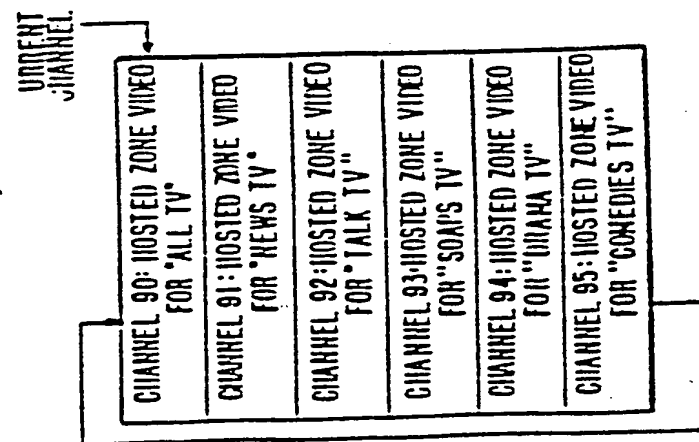 CURRENT
CHANNEL
CHANNEL 90: HOSTED ZONE VIDEO
FOR "ALL TV"
CHANNEL 91: HOSTED ZONE VIDEO
FOR "NEWS TV"
CHANNEL 92: HOSTED ZONE VIDEO
FOR "TALK TV"
CHANNEL 93: HOSTED ZONE VIDEO
FOR "SOAPS TV"
CHANNEL 94: HOSTED ZONE VIDEO
FOR "DRAMA TV"
CHANNEL 95: HOSTED ZONE VIDEO
FOR "COMEDIES TV"